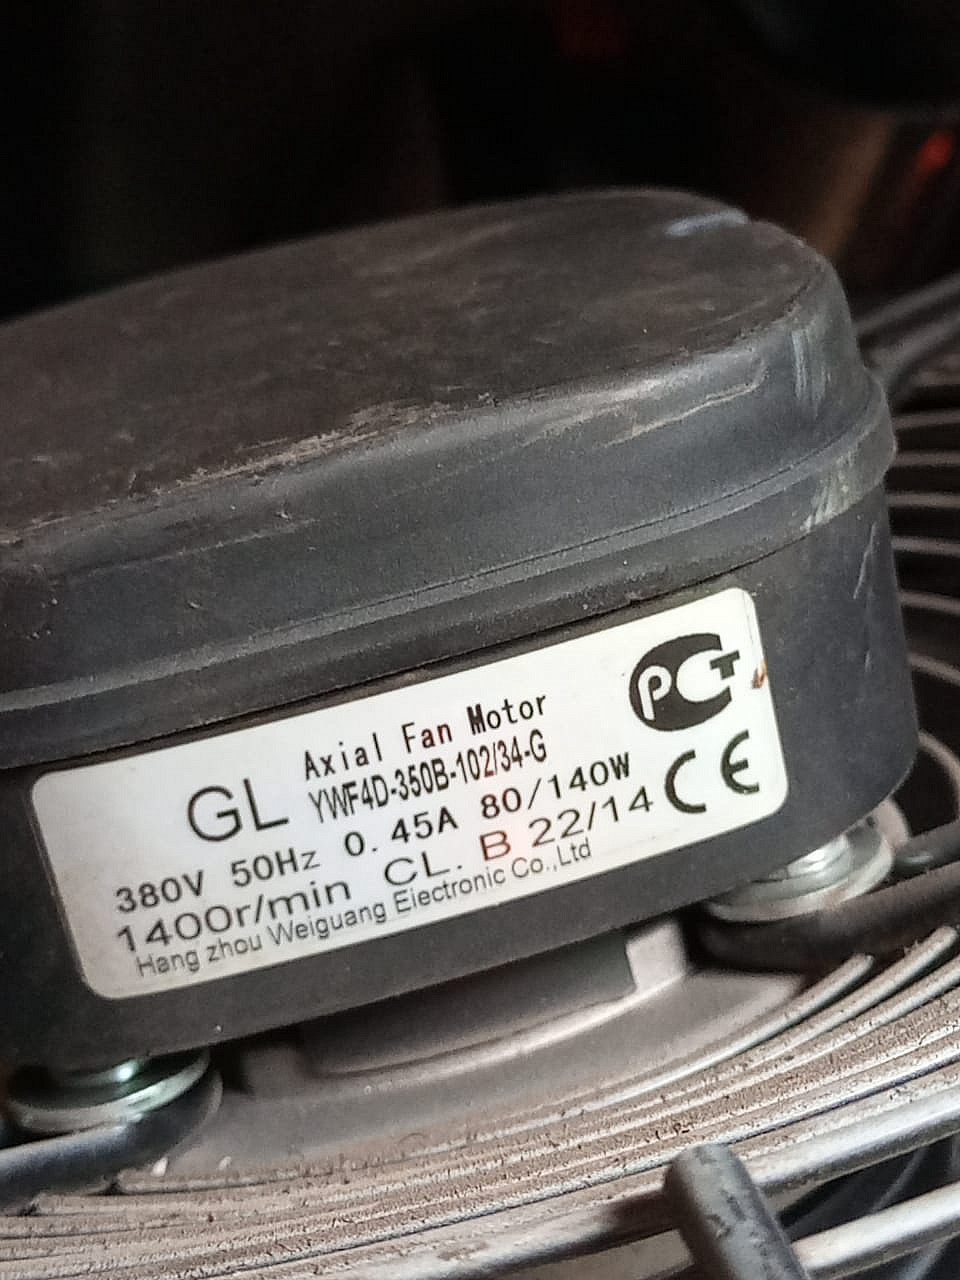 Axial Fan Motor
GL YWF4D-350B-102/34-G
380V 50Hz 0.45A 80/140W
1400r/min CL. B 22/14
Hang zhou Weiguang Electronic Co.,Ltd
PCT
CE